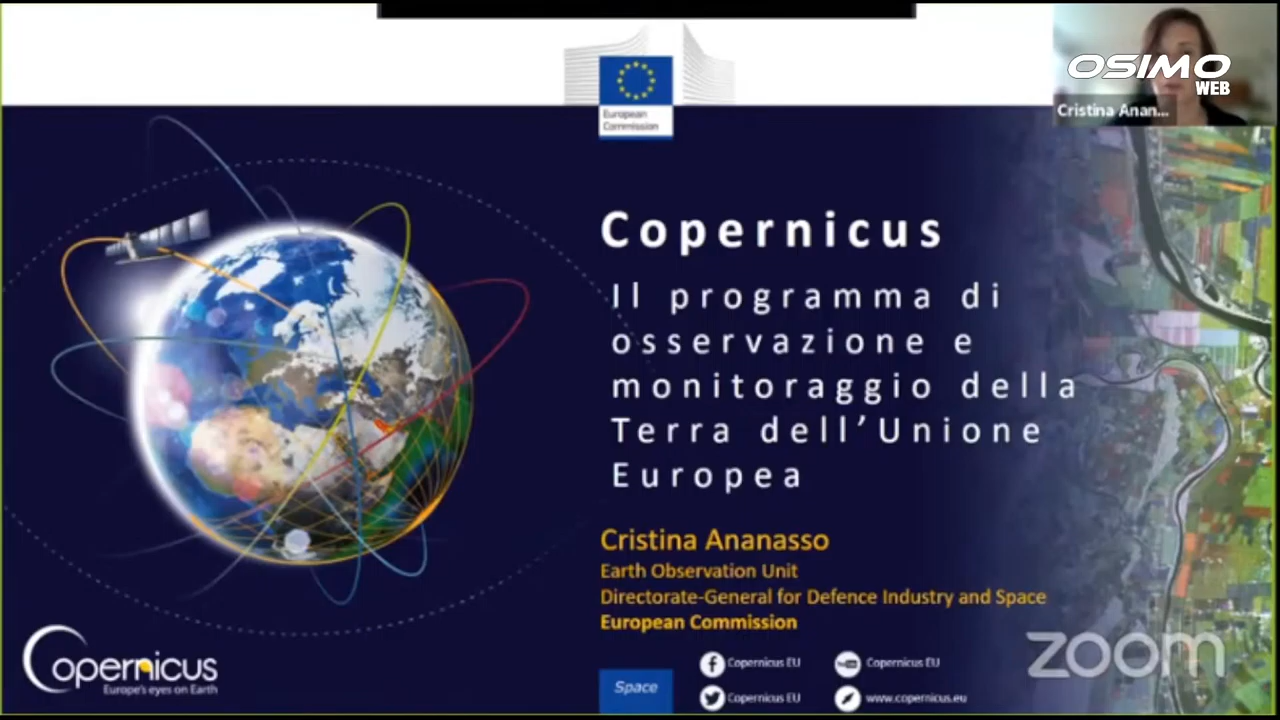 OSIMO
WEB
Cristina Anan...
European
Commission
Copernicus
Il programma di
osservazione e
monitoraggio della
Terra dell'Unione
Europea
Cristina Ananasso
Earth Observation Unit
Directorate-General for Defence Industry and Space
European Commission
Copernicus EU
Copernicus EU
Copernicus EU
www.copernicus.eu
Space
Copernicus
Europe's eyes on Earth
zoom